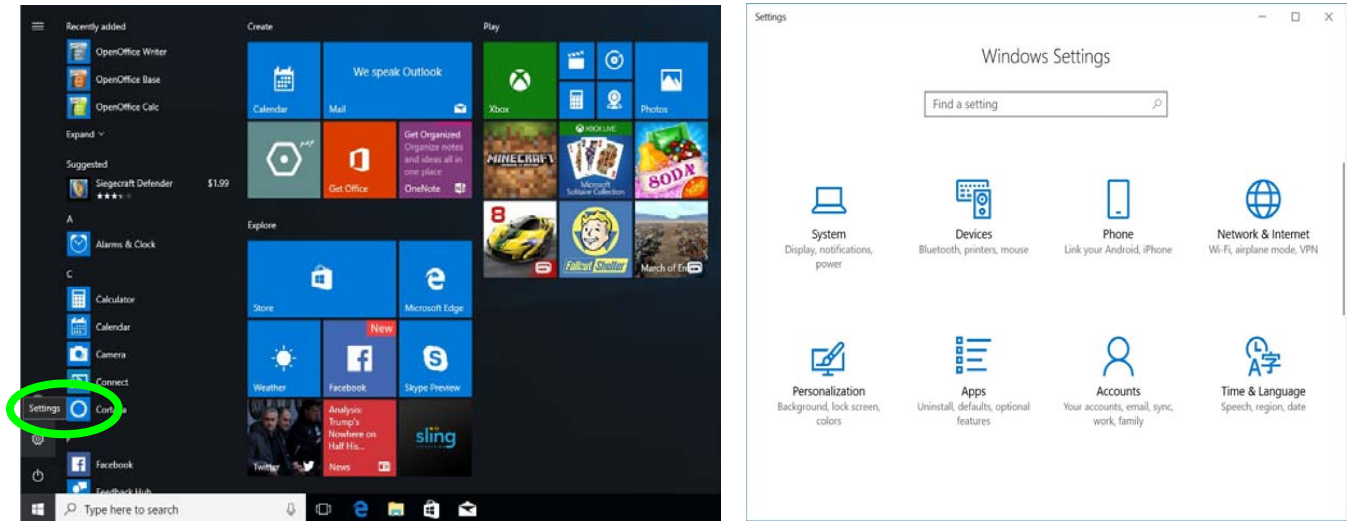 Recently added
OpenOffice Writer
OpenOffice Base
OpenOffice Calc
Expand
Suggested
Siegecraft Defender $1.99
A
Alarms & Clock
C
Calculator
Calendar
Camera
Connect
Settings
Facebook
Feedback Hub
Type here to search
Create
Calendar
We speak Outlook
Mail
Get Office
Get Organized
Organize notes
and ideas all in
one place
OneNote
Explore
Store
Microsoft Edge
Weather
New
Facebook
Skype Preview
Twitter
Analysis:
Trump's
Nowhere on
Half His...
News
sling
Play
Xbox
Photos
MINECRAFT
XBOX LIVE
Microsoft
Solitaire Collection
SODA
8
Fallout Shelter
March of Em
Settings
Windows Settings
Find a setting
System
Display, notifications,
power
Devices
Bluetooth, printers, mouse
Phone
Link your Android, iPhone
Network & Internet
Wi-Fi, airplane mode, VPN
Personalization
Background, lock screen,
colors
Apps
Uninstall, defaults, optional
features
Accounts
Your accounts, email, sync,
work, family
Time & Language
Speech, region, date